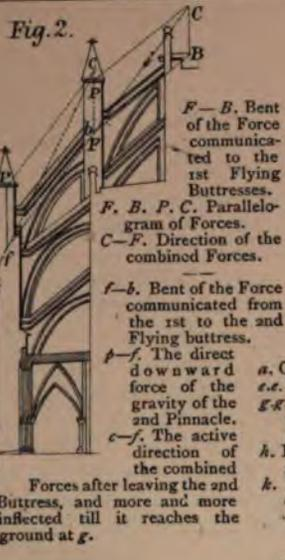 Fig. 2.
C
B
C
P
b
F
P
f
F—B. Bent
of the Force
communica-
ted to the
1st Flying
Buttresses.
F. B. P. C. Parallelo-
gram of Forces.
C—F. Direction of the
combined Forces.
f—b. Bent of the Force
communicated from
the 1st to the 2nd
Flying buttress.
p—f. The direct
downward
force of the
gravity of the
2nd Pinnacle.
c—f. The active
direction of
the combined
Forces after leaving the 2nd
Buttress, and more and more
inflected till it reaches the
ground at g.
a.
e.e.
g-g
h.
k.